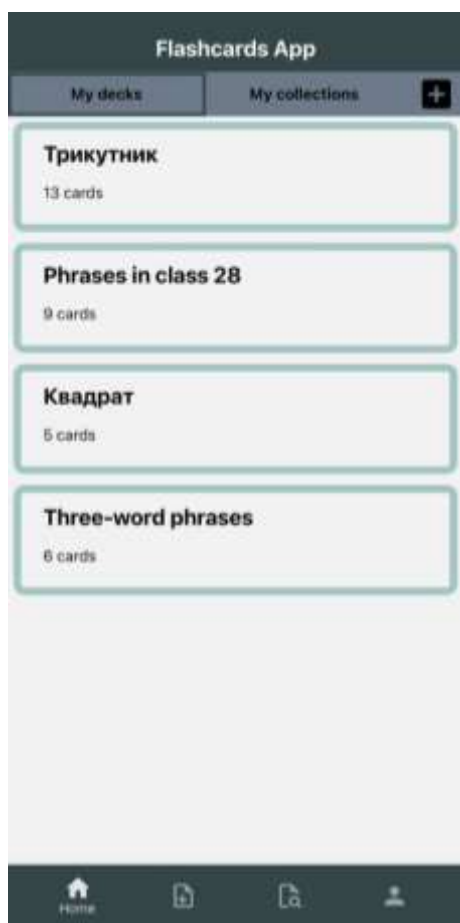 Flashcards App
My decks
My collections
Трикутник
13 cards
Phrases in class 28
9 cards
Квадрат
5 cards
Three-word phrases
6 cards
Home